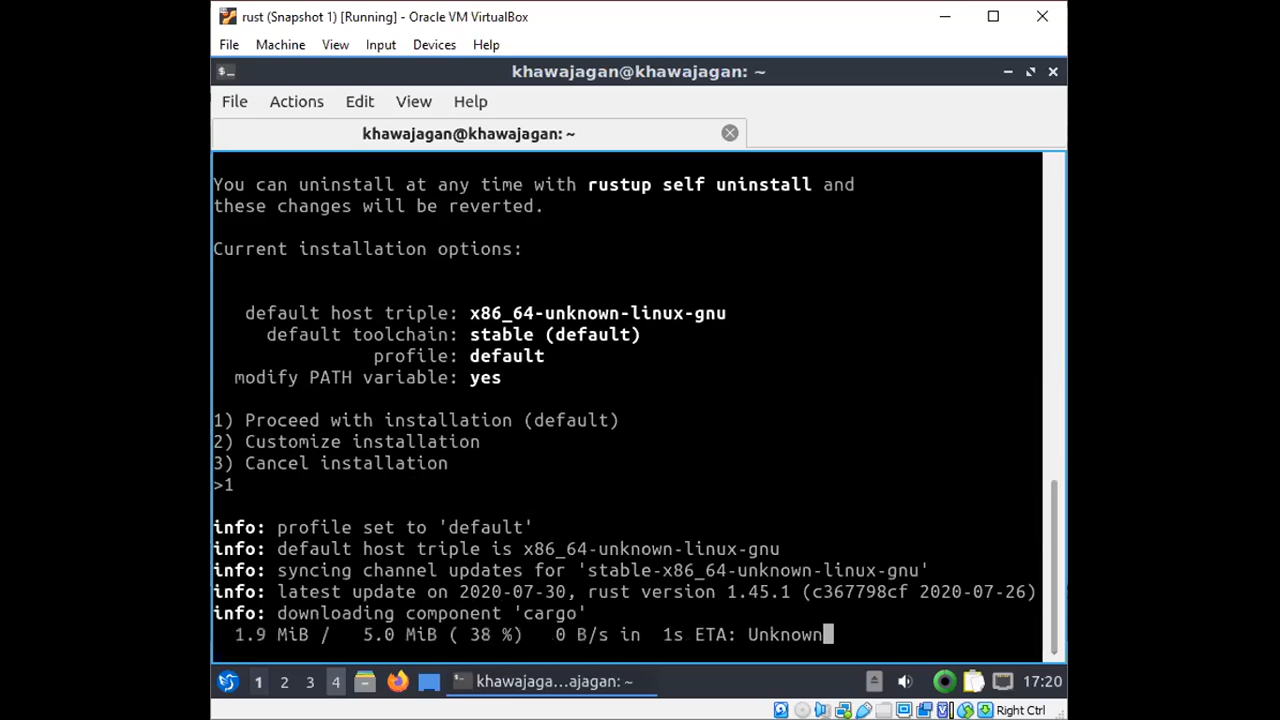 rust (Snapshot 1) [Running] - Oracle VM VirtualBox
File Machine View Input Devices Help
khawajagan@khawajagan: ~
File Actions Edit View Help
khawajagan@khawajagan: ~
You can uninstall at any time with rustup self uninstall and
these changes will be reverted.
Current installation options:
default host triple: x86_64-unknown-linux-gnu
default toolchain: stable (default)
profile: default
modify PATH variable: yes
1) Proceed with installation (default)
2) Customize installation
3) Cancel installation
>1
info: profile set to 'default'
info: default host triple is x86_64-unknown-linux-gnu
info: syncing channel updates for 'stable-x86_64-unknown-linux-gnu'
info: latest update on 2020-07-30, rust version 1.45.1 (c367798cf 2020-07-26)
info: downloading component 'cargo'
1.9 MiB / 5.0 MiB ( 38 %) 0 B/s in 1s ETA: Unknown
1 2 3 4 khawajaga...ajagan: ~ 17:20
Right Ctrl